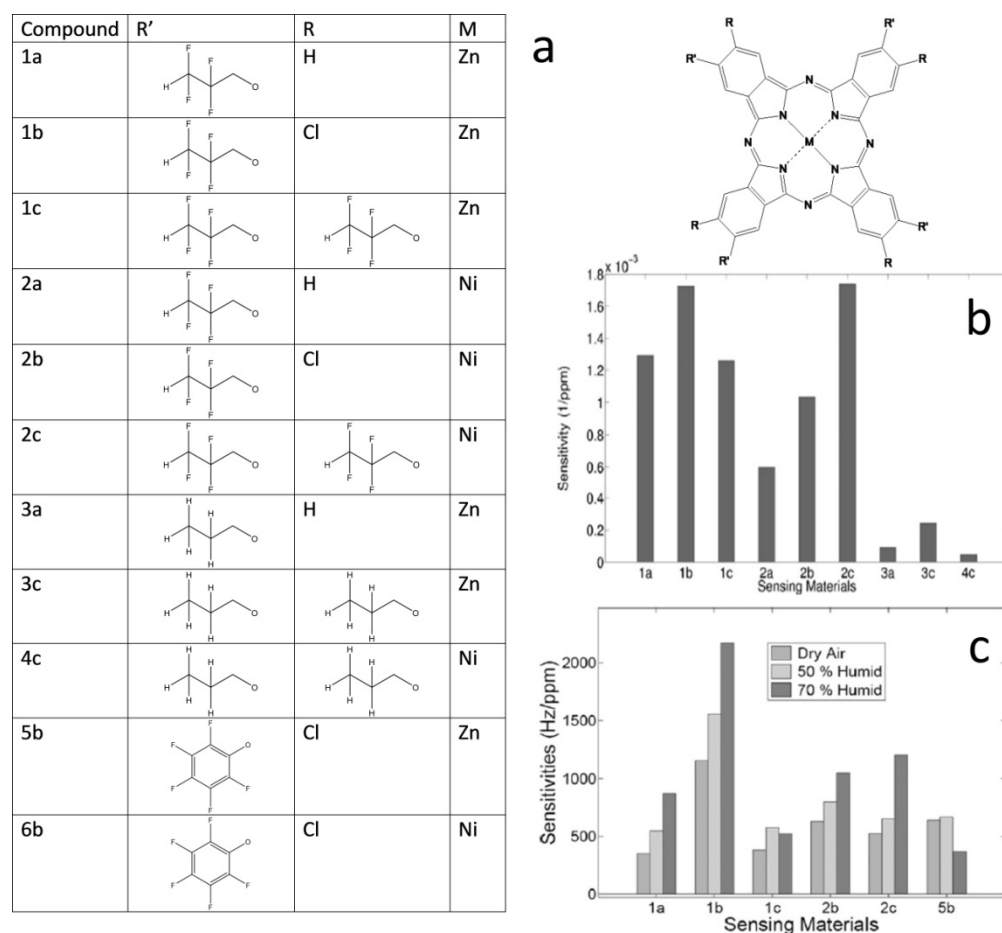 Compound R' R M
1a H Zn
F F
H
F F
O
1b Cl Zn
F F
H
F F
O
1c Zn
F F
H
F F
O
F F
H
F F
O
2a H Ni
F F
H
F F
O
2b Cl Ni
F F
H
F F
O
2c Ni
F F
H
F F
O
F F
H
F F
O
3a H Zn
H H
H
H H
O
3c Zn
H H
H
H H
O
H H
H
H H
O
4c Ni
H H
H
H H
O
H H
H
H H
O
5b Cl Zn
F
F O
F F
F
6b Cl Ni
F
F O
F F
F
a
R R
R' R'
N N N
N M N
N N N
R R'
R' R
b
× 10⁻³
1.8
1.6
1.4
1.2
1
0.8
0.6
0.4
0.2
0
Sensitivity (1/ppm)
1a 1b 1c 2a 2b 2c 3a 3c 4c
Sensing Materials
c
Dry Air
50 % Humid
70 % Humid
2000
1500
1000
500
0
Sensitivities (Hz/ppm)
1a 1b 1c 2b 2c 5b
Sensing Materials